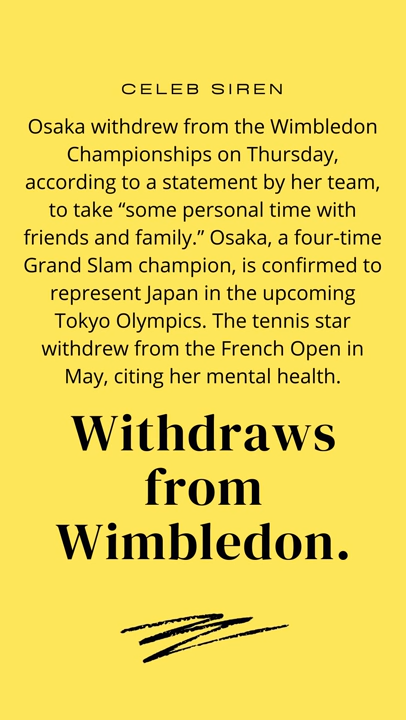 CELEB SIREN
Osaka withdrew from the Wimbledon
Championships on Thursday,
according to a statement by her team,
to take “some personal time with
friends and family.” Osaka, a four-time
Grand Slam champion, is confirmed to
represent Japan in the upcoming
Tokyo Olympics. The tennis star
withdrew from the French Open in
May, citing her mental health.
Withdraws
from
Wimbledon.